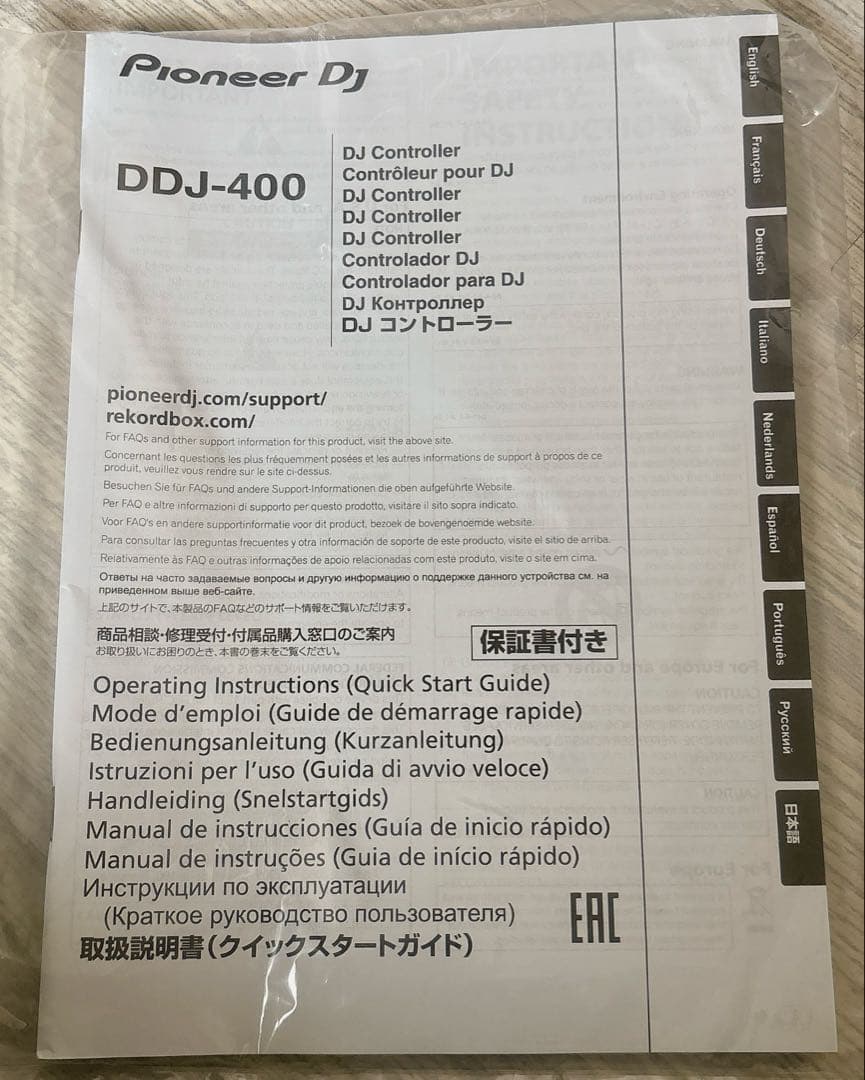 Pioneer Dj
DDJ-400
DJ Controller
Contrôleur pour DJ
DJ Controller
DJ Controller
DJ Controller
Controlador DJ
Controlador para DJ
DJ Контроллер
DJ コントローラー
pioneerdj.com/support/
rekordbox.com/
For FAQs and other support information for this product, visit the above site.
Concernant les questions les plus fréquemment posées et les autres informations de support à propos de ce
produit, veuillez vous rendre sur le site ci-dessus.
Besuchen Sie für FAQs und andere Support-Informationen die oben aufgeführte Website.
Per FAQ e altre informazioni di supporto per questo prodotto, visitare il sito sopra indicato.
Voor FAQ's en andere supportinformatie voor dit product, bezoek de bovengenoemde website.
Para consultar las preguntas frecuentes y otra información de soporte de este producto, visite el sitio de arriba.
Relativamente às FAQ e outras informações de apoio relacionadas com este produto, visite o site em cima.
Ответы на часто задаваемые вопросы и другую информацию о поддержке данного устройства см. на
приведенном выше веб-сайте.
上記のサイトで、本製品のFAQなどのサポート情報をご覧いただけます。
商品相談・修理受付・付属品購入窓口のご案内
お取り扱いにお困りのとき、本書の巻末をご覧ください。
保証書付き
Operating Instructions (Quick Start Guide)
Mode d'emploi (Guide de démarrage rapide)
Bedienungsanleitung (Kurzanleitung)
Istruzioni per l'uso (Guida di avvio veloce)
Handleiding (Snelstartgids)
Manual de instrucciones (Guía de inicio rápido)
Manual de instruções (Guia de início rápido)
Инструкции по эксплуатации
(Краткое руководство пользователя)
取扱説明書(クイックスタートガイド)
EAC
English
Français
Deutsch
Italiano
Nederlands
Español
Português
Русский
日本語